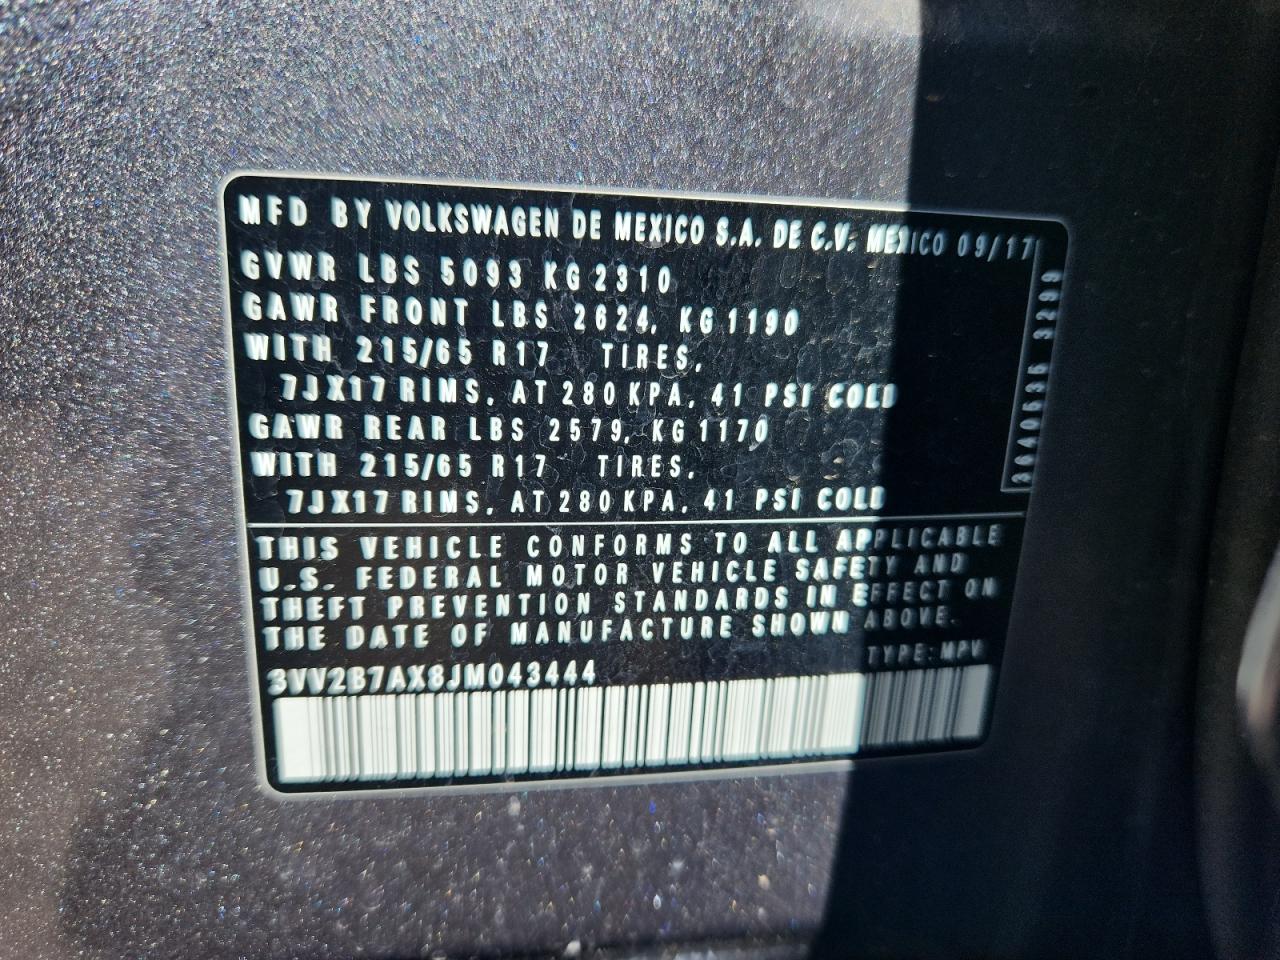 MFD BY VOLKSWAGEN DE MEXICO S.A. DE C.V. MEXICO 09/17
GVWR LBS 5093 KG 2310
GAWR FRONT LBS 2624, KG 1190
WITH 215/65 R17 TIRES,
7JX17 RIMS, AT 280 KPA, 41 PSI COLD
GAWR REAR LBS 2579, KG 1170
WITH 215/65 R17 TIRES,
7JX17 RIMS, AT 280 KPA, 41 PSI COLD
THIS VEHICLE CONFORMS TO ALL APPLICABLE
U.S. FEDERAL MOTOR VEHICLE SAFETY AND
THEFT PREVENTION STANDARDS IN EFFECT ON
THE DATE OF MANUFACTURE SHOWN ABOVE.
TYPE: MPV
3VV2B7AX8JM043444